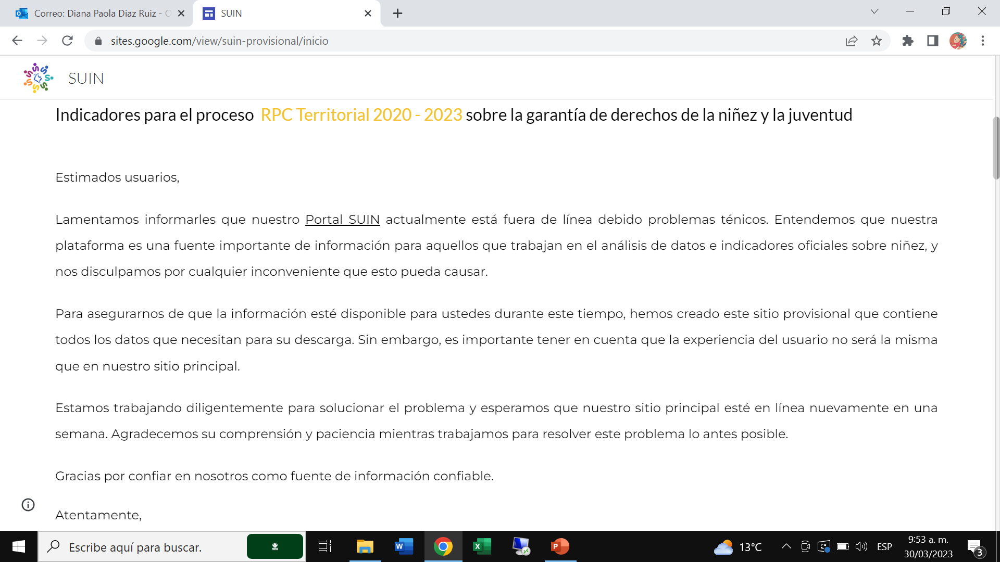 Correo: Diana Paola Diaz Ruiz - O
SUIN
sites.google.com/view/suin-provisional/inicio
SUIN
Indicadores para el proceso RPC Territorial 2020 - 2023 sobre la garantía de derechos de la niñez y la juventud
Estimados usuarios,
Lamentamos informarles que nuestro Portal SUIN actualmente está fuera de línea debido problemas ténicos. Entendemos que nuestra
plataforma es una fuente importante de información para aquellos que trabajan en el análisis de datos e indicadores oficiales sobre niñez, y
nos disculpamos por cualquier inconveniente que esto pueda causar.
Para asegurarnos de que la información esté disponible para ustedes durante este tiempo, hemos creado este sitio provisional que contiene
todos los datos que necesitan para su descarga. Sin embargo, es importante tener en cuenta que la experiencia del usuario no será la misma
que en nuestro sitio principal.
Estamos trabajando diligentemente para solucionar el problema y esperamos que nuestro sitio principal esté en línea nuevamente en una
semana. Agradecemos su comprensión y paciencia mientras trabajamos para resolver este problema lo antes posible.
Gracias por confiar en nosotros como fuente de información confiable.
Atentamente,
Escribe aquí para buscar.
13°C
ESP
9:53 a. m.
30/03/2023
3